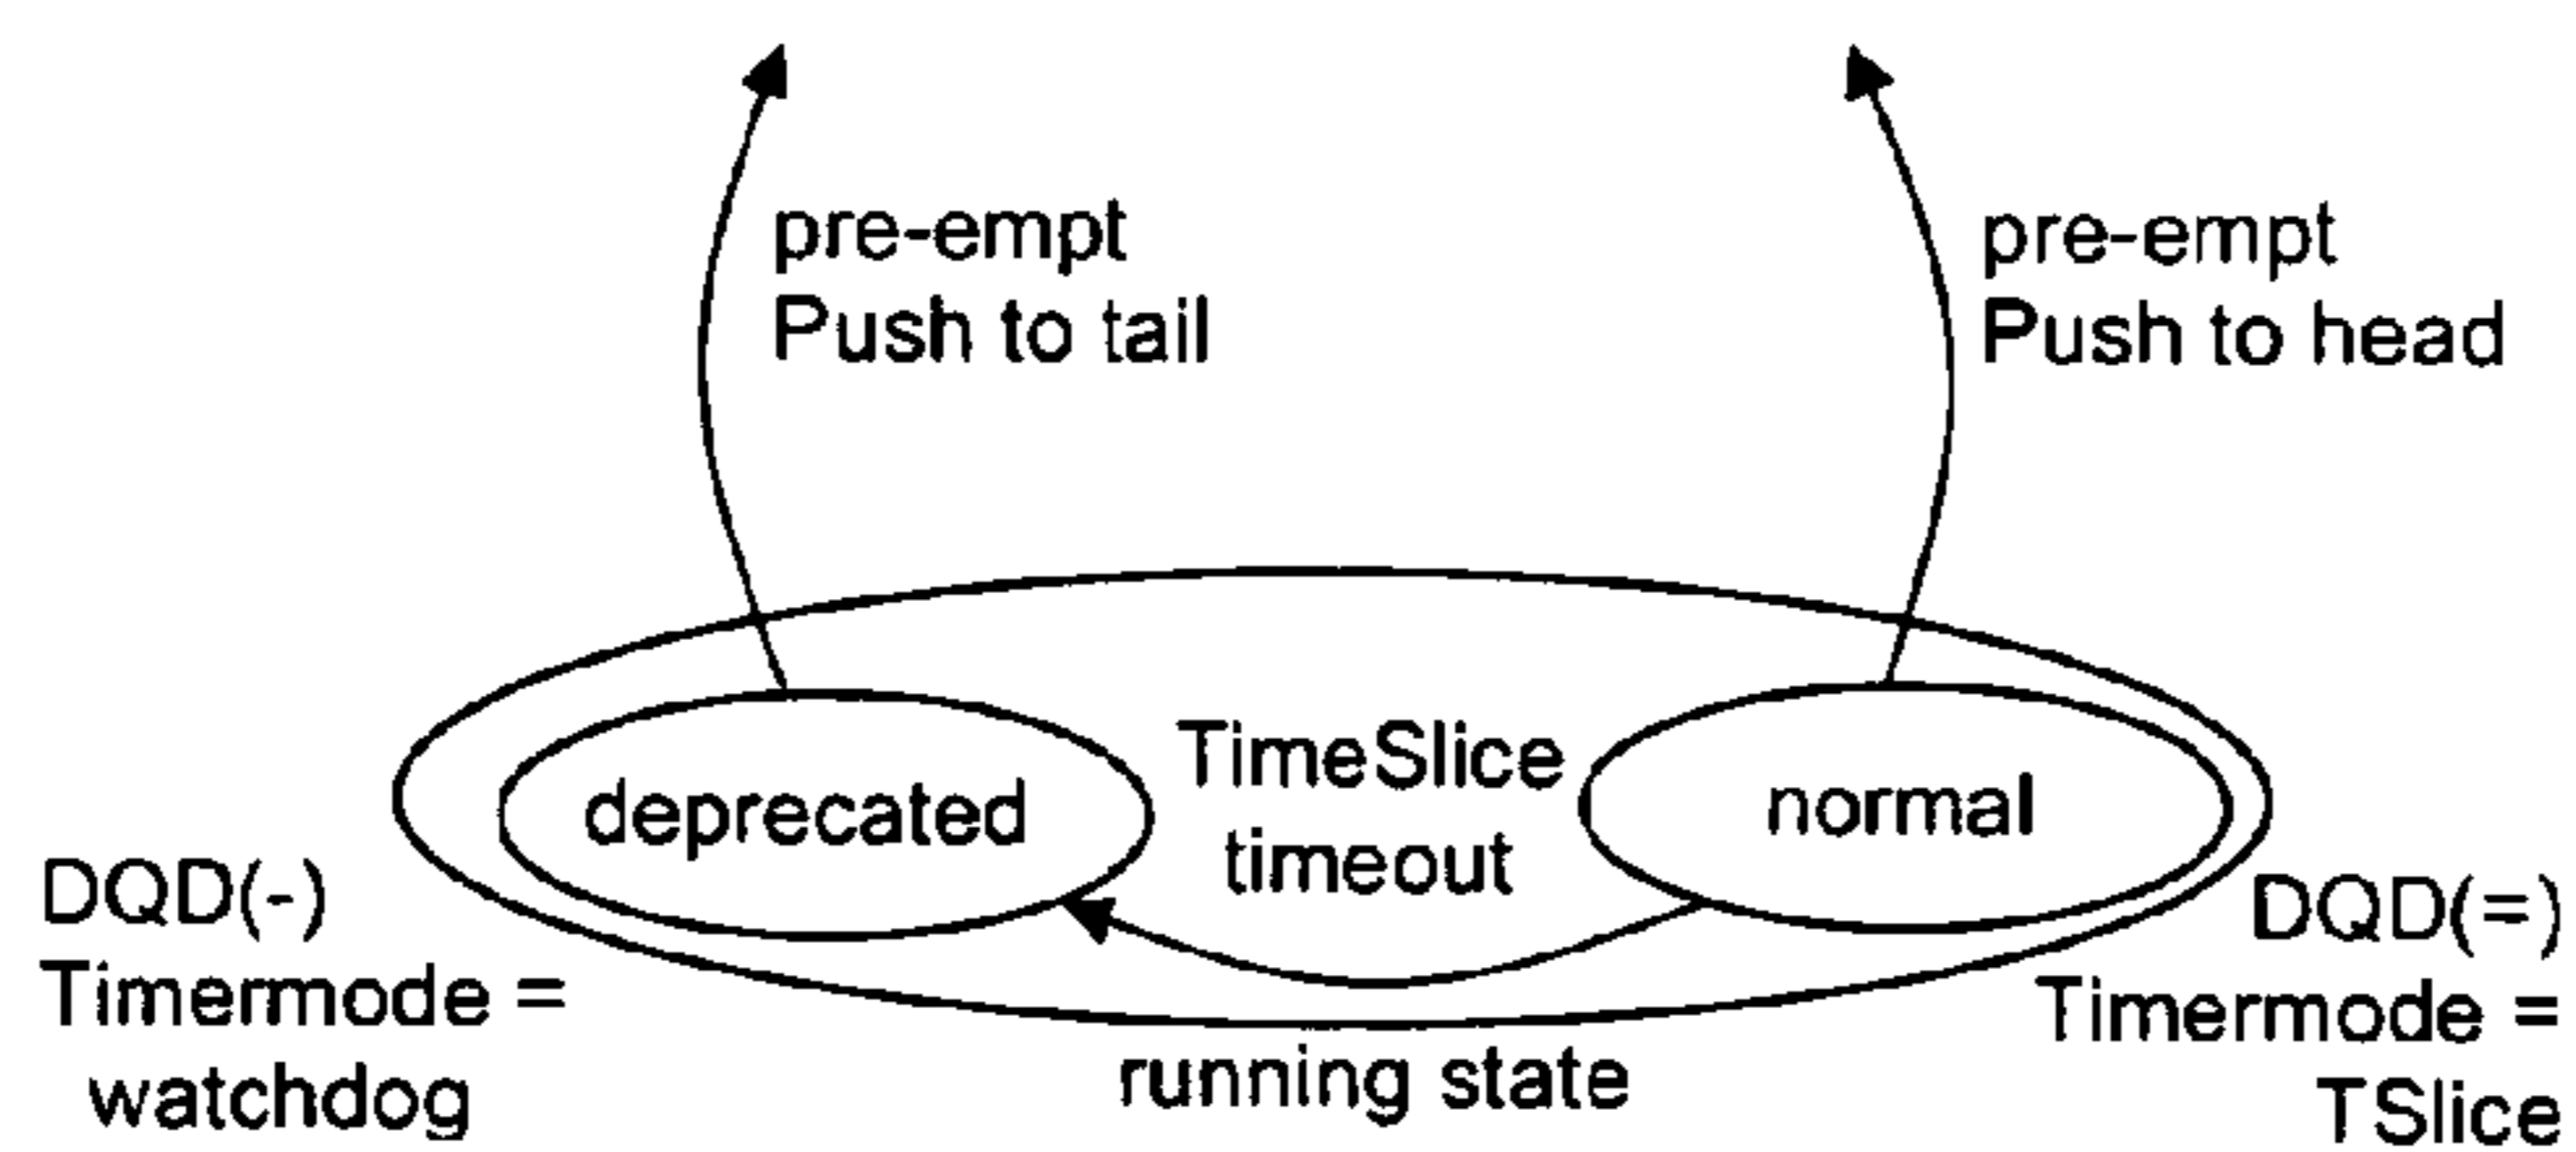 pre-empt
Push to tail
pre-empt
Push to head
TimeSlice
timeout
deprecated
normal
DQD(-)
Timermode =
watchdog
DQD(=)
Timermode =
TSlice
running state